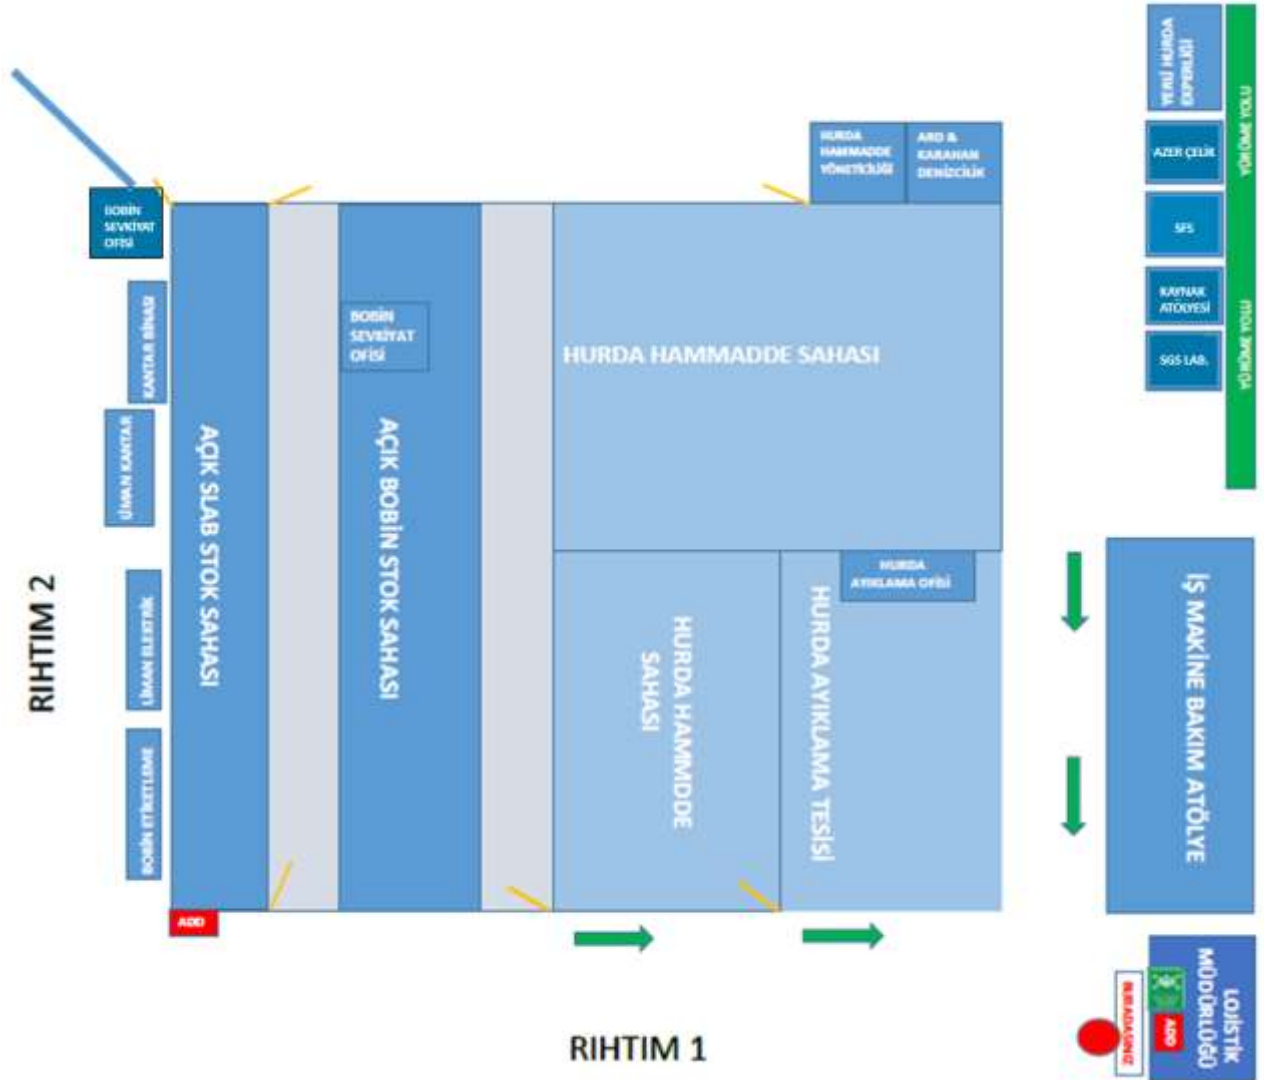 YERLİ HURDA
EXPERLİĞİ
YÜRÜME YOLU
AZER ÇELİK
SFS
KAYNAK
ATÖLYESİ
SGS LAB.
YÜRÜME YOLU
HURDA
HAMMADDE
YÖNETİCİLİĞİ
ARD &
KARAHAN
DENİZCİLİK
BOBİN
SEVKİYAT
OFİSİ
KANTAR BİNASI
LİMAN KANTAR
LİMAN ELEKTRİK
BOBİN ETİKETLEME
RIHTIM 2
AÇIK SLAB STOK SAHASI
BOBİN
SEVKİYAT
OFİSİ
AÇIK BOBİN STOK SAHASI
HURDA HAMMADDE SAHASI
HURDA HAMMDDE
SAHASI
HURDA
AYIKLAMA OFİSİ
HURDA AYIKLAMA TESİSİ
İŞ MAKİNE BAKIM ATÖLYE
ADD
LOJİSTİK
MÜDÜRLÜĞÜ
ADD
BURADASINIZ
RIHTIM 1